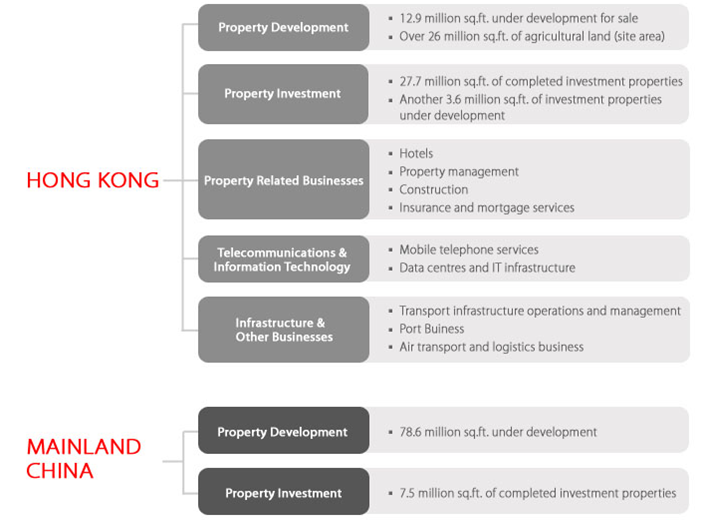 Property Development
▪ 12.9 million sq.ft. under development for sale
▪ Over 26 million sq.ft. of agricultural land (site area)
Property Investment
▪ 27.7 million sq.ft. of completed investment properties
▪ Another 3.6 million sq.ft. of investment properties
under development
HONG KONG
Property Related Businesses
▪ Hotels
▪ Property management
▪ Construction
▪ Insurance and mortgage services
Telecommunications &
Information Technology
▪ Mobile telephone services
▪ Data centres and IT infrastructure
Infrastructure &
Other Businesses
▪ Transport infrastructure operations and management
▪ Port Buiness
▪ Air transport and logistics business
MAINLAND
CHINA
Property Development
▪ 78.6 million sq.ft. under development
Property Investment
▪ 7.5 million sq.ft. of completed investment properties